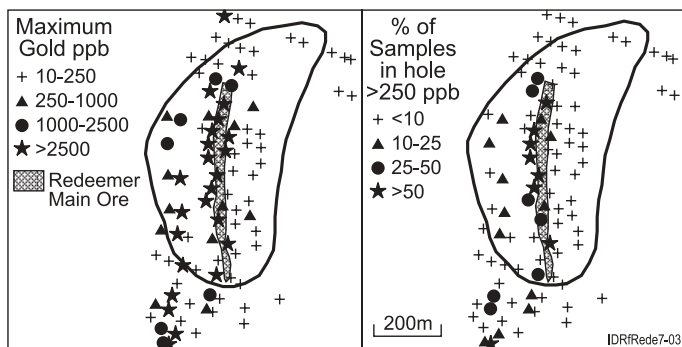 Maximum
Gold ppb
10-250
250-1000
1000-2500
>2500
Redeemer
Main Ore
% of
Samples
in hole
>250 ppb
<10
10-25
25-50
>50
200m
IDRfRede7-03